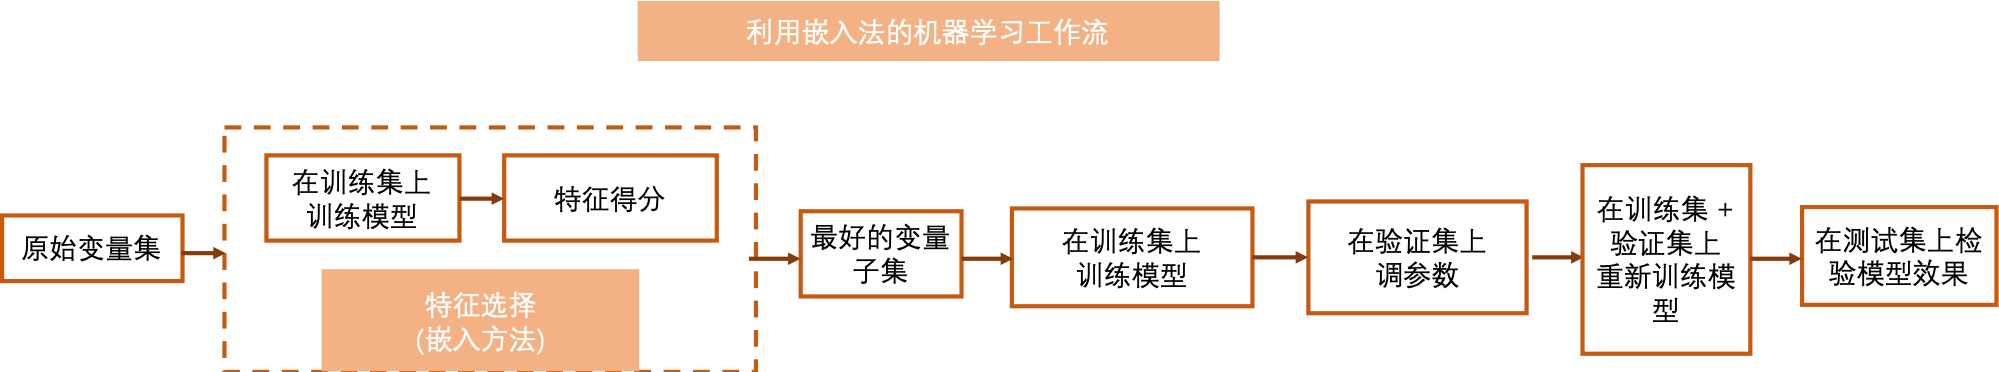 利用嵌入法的机器学习工作流
原始变量集
在训练集上
训练模型
特征得分
特征选择
(嵌入方法)
最好的变量
子集
在训练集上
训练模型
在验证集上
调参数
在训练集 +
验证集上
重新训练模
型
在测试集上检
验模型效果